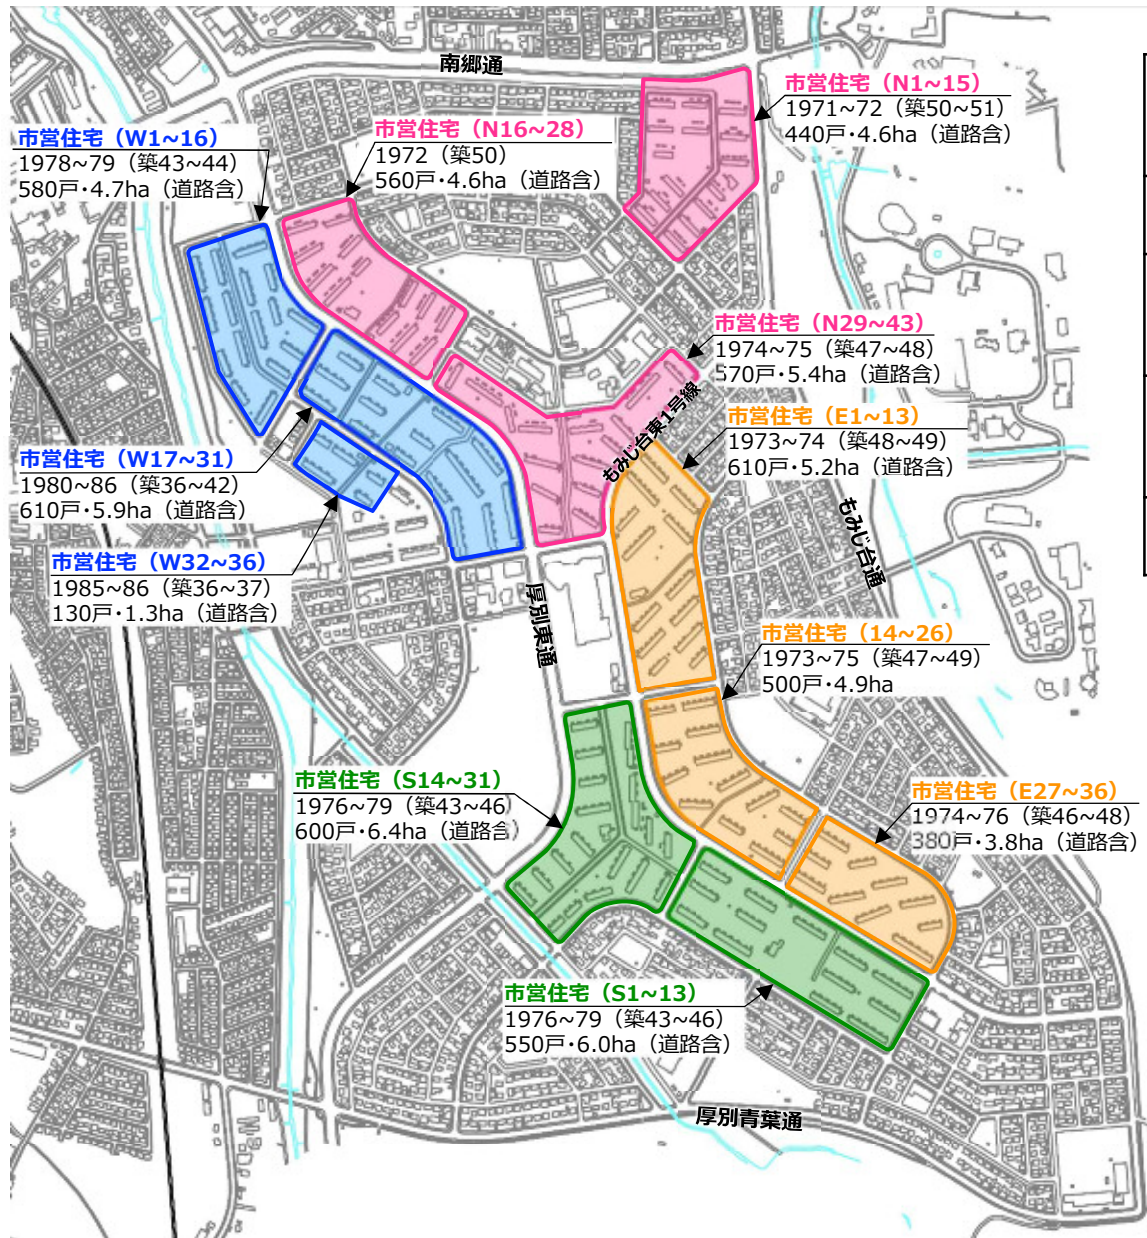 南郷通
市営住宅（N1~15）
1971~72（築50~51）
440戸・4.6ha（道路含）
市営住宅（W1~16）
1978~79（築43~44）
580戸・4.7ha（道路含）
市営住宅（N16~28）
1972（築50）
560戸・4.6ha（道路含）
市営住宅（N29~43）
1974~75（築47~48）
570戸・5.4ha（道路含）
もみじ台東1号線
市営住宅（E1~13）
1973~74（築48~49）
610戸・5.2ha（道路含）
市営住宅（W17~31）
1980~86（築36~42）
610戸・5.9ha（道路含）
もみじ台通
市営住宅（W32~36）
1985~86（築36~37）
130戸・1.3ha（道路含）
厚別東通
市営住宅（14~26）
1973~75（築47~49）
500戸・4.9ha
市営住宅（S14~31）
1976~79（築43~46）
600戸・6.4ha（道路含）
市営住宅（E27~36）
1974~76（築46~48）
380戸・3.8ha（道路含）
市営住宅（S1~13）
1976~79（築43~46）
550戸・6.0ha（道路含）
厚別青葉通